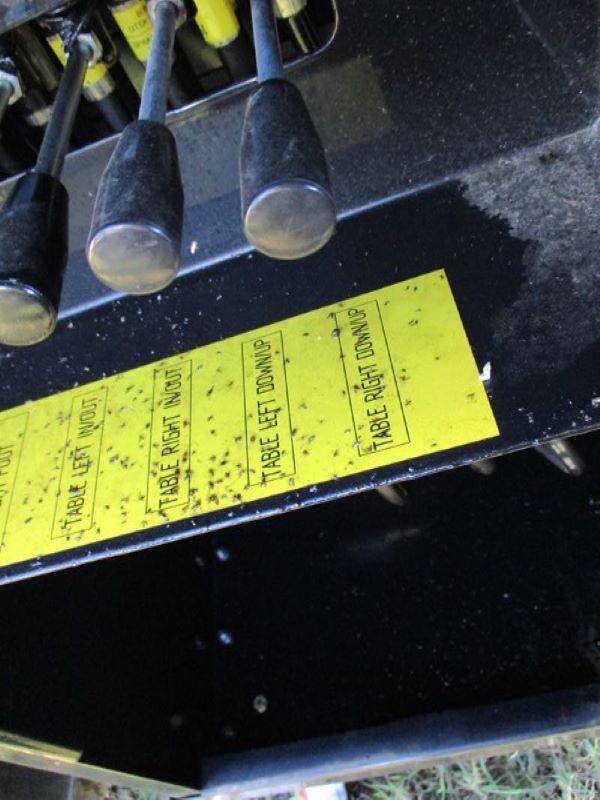 TABLE LEFT IN/OUT
TABLE RIGHT IN/OUT
TABLE LEFT DOWN/UP
TABLE RIGHT DOWN/UP